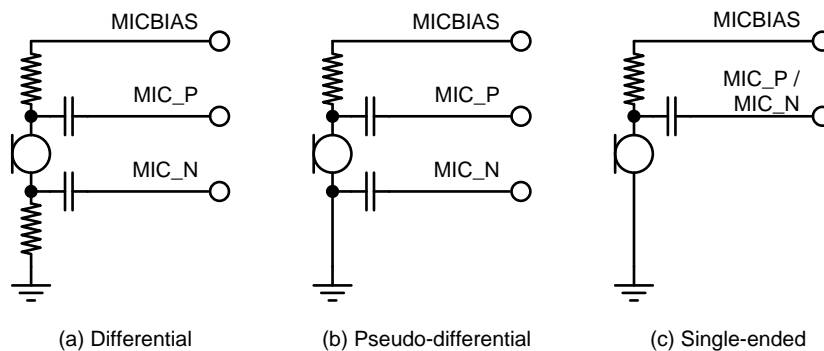 MICBIAS
MIC_P
MIC_N
(a) Differential
MICBIAS
MIC_P
MIC_N
(b) Pseudo-differential
MICBIAS
MIC_P /
MIC_N
(c) Single-ended